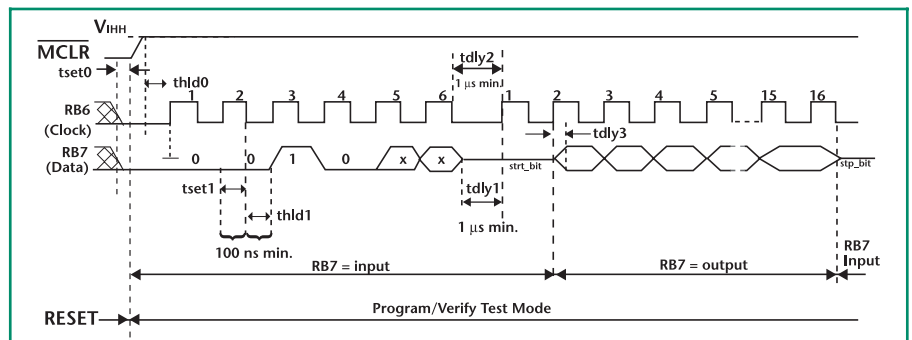 VIHH
MCLR
tset0
thld0
tdly2
1 µs min.
RB6
(Clock)
1 2 3 4 5 6 1 2 3 4 5 15 16
tdly3
RB7
(Data)
0 0 1 0 x x strt_bit stp_bit
tset1
thld1
tdly1
100 ns min.
1 µs min.
RB7 = input
RB7 = output
RB7
Input
RESET
Program/Verify Test Mode